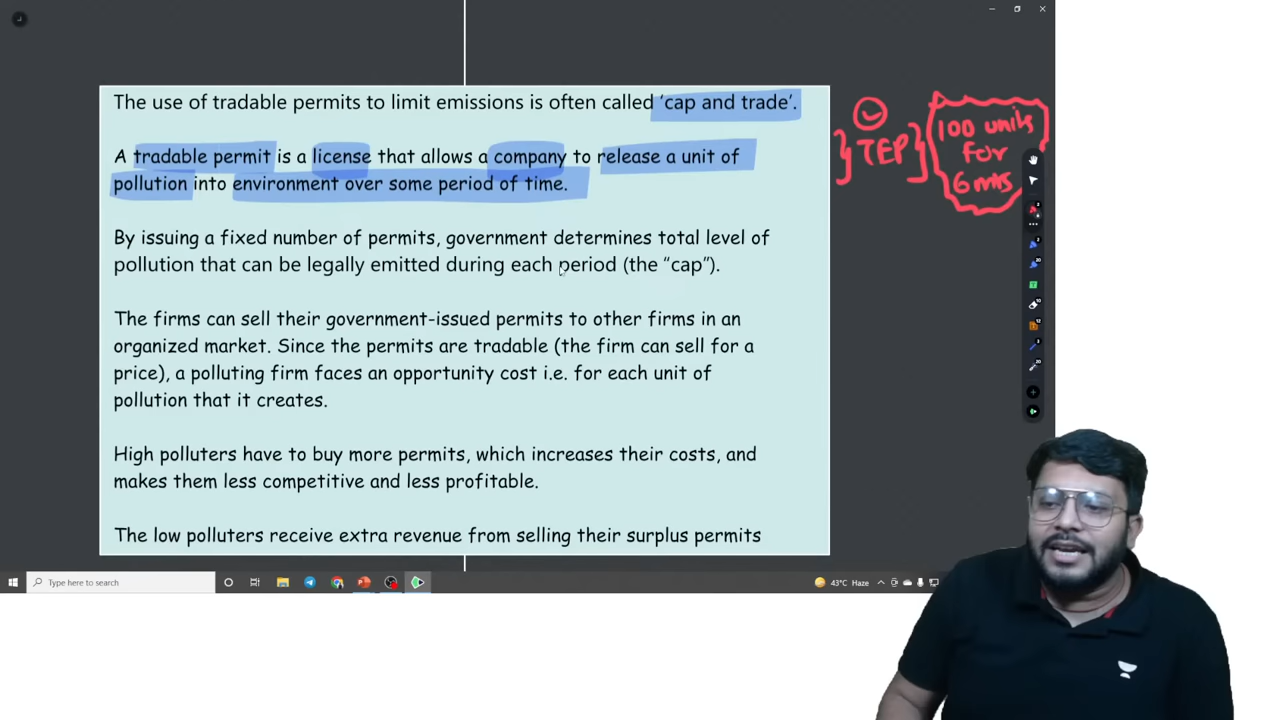 The use of tradable permits to limit emissions is often called ‘cap and trade’.
A tradable permit is a license that allows a company to release a unit of
pollution into environment over some period of time.
By issuing a fixed number of permits, government determines total level of
pollution that can be legally emitted during each period (the “cap”).
The firms can sell their government-issued permits to other firms in an
organized market. Since the permits are tradable (the firm can sell for a
price), a polluting firm faces an opportunity cost i.e. for each unit of
pollution that it creates.
High polluters have to buy more permits, which increases their costs, and
makes them less competitive and less profitable.
The low polluters receive extra revenue from selling their surplus permits
TEP
100 units
for
6 mts
Type here to search
43°C Haze